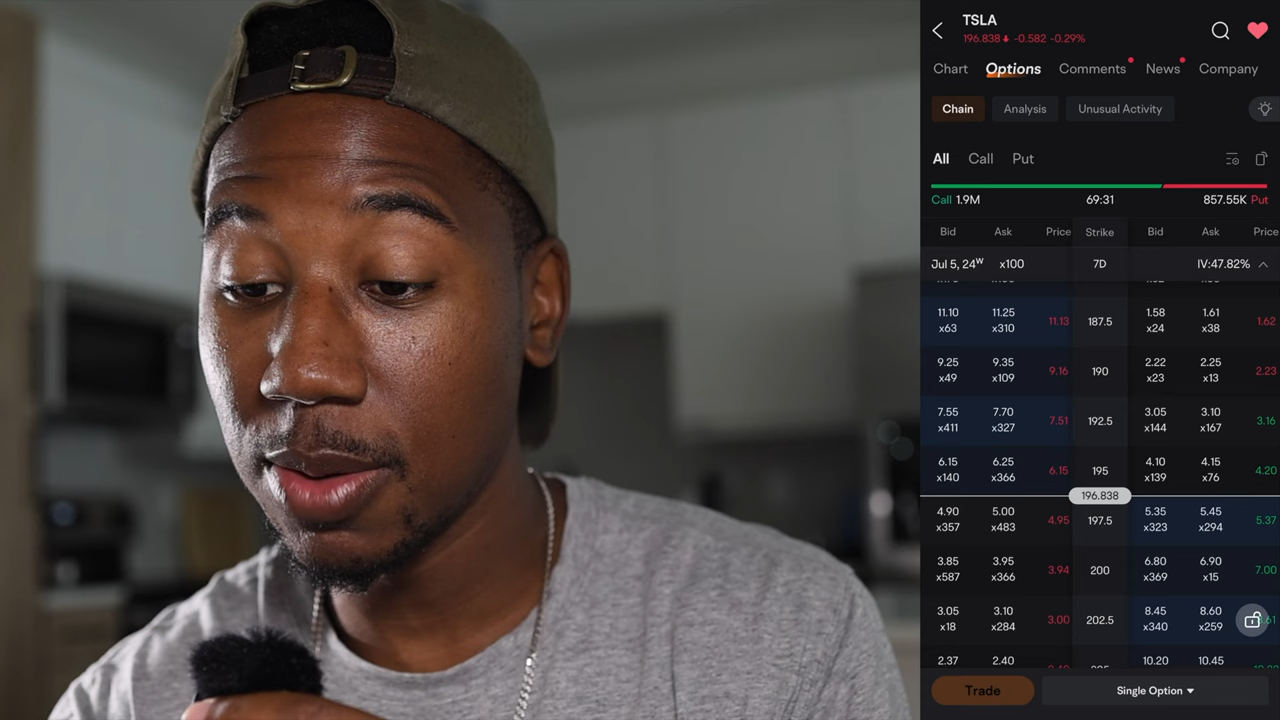 TSLA
196.838 -0.582 -0.29%
Chart Options Comments News Company
Chain Analysis Unusual Activity
All Call Put
Call 1.9M 69:31 857.55K Put
Bid Ask Price Strike Bid Ask Price
Jul 5, 24W x100 7D IV:47.82%
11.10 11.25 11.13 187.5 1.58 1.61 1.62
x63 x310 x24 x38
9.25 9.35 9.16 190 2.22 2.25 2.23
x49 x109 x23 x13
7.55 7.70 7.51 192.5 3.05 3.10 3.16
x411 x327 x144 x167
6.15 6.25 6.15 195 4.10 4.15 4.20
x140 x366 x139 x76
196.838
4.90 5.00 4.95 197.5 5.35 5.45 5.37
x357 x483 x323 x294
3.85 3.95 3.94 200 6.80 6.90 7.00
x587 x366 x369 x15
3.05 3.10 3.00 202.5 8.45 8.60
x18 x284 x340 x259
2.37 2.40 10.20 10.45
Trade Single Option